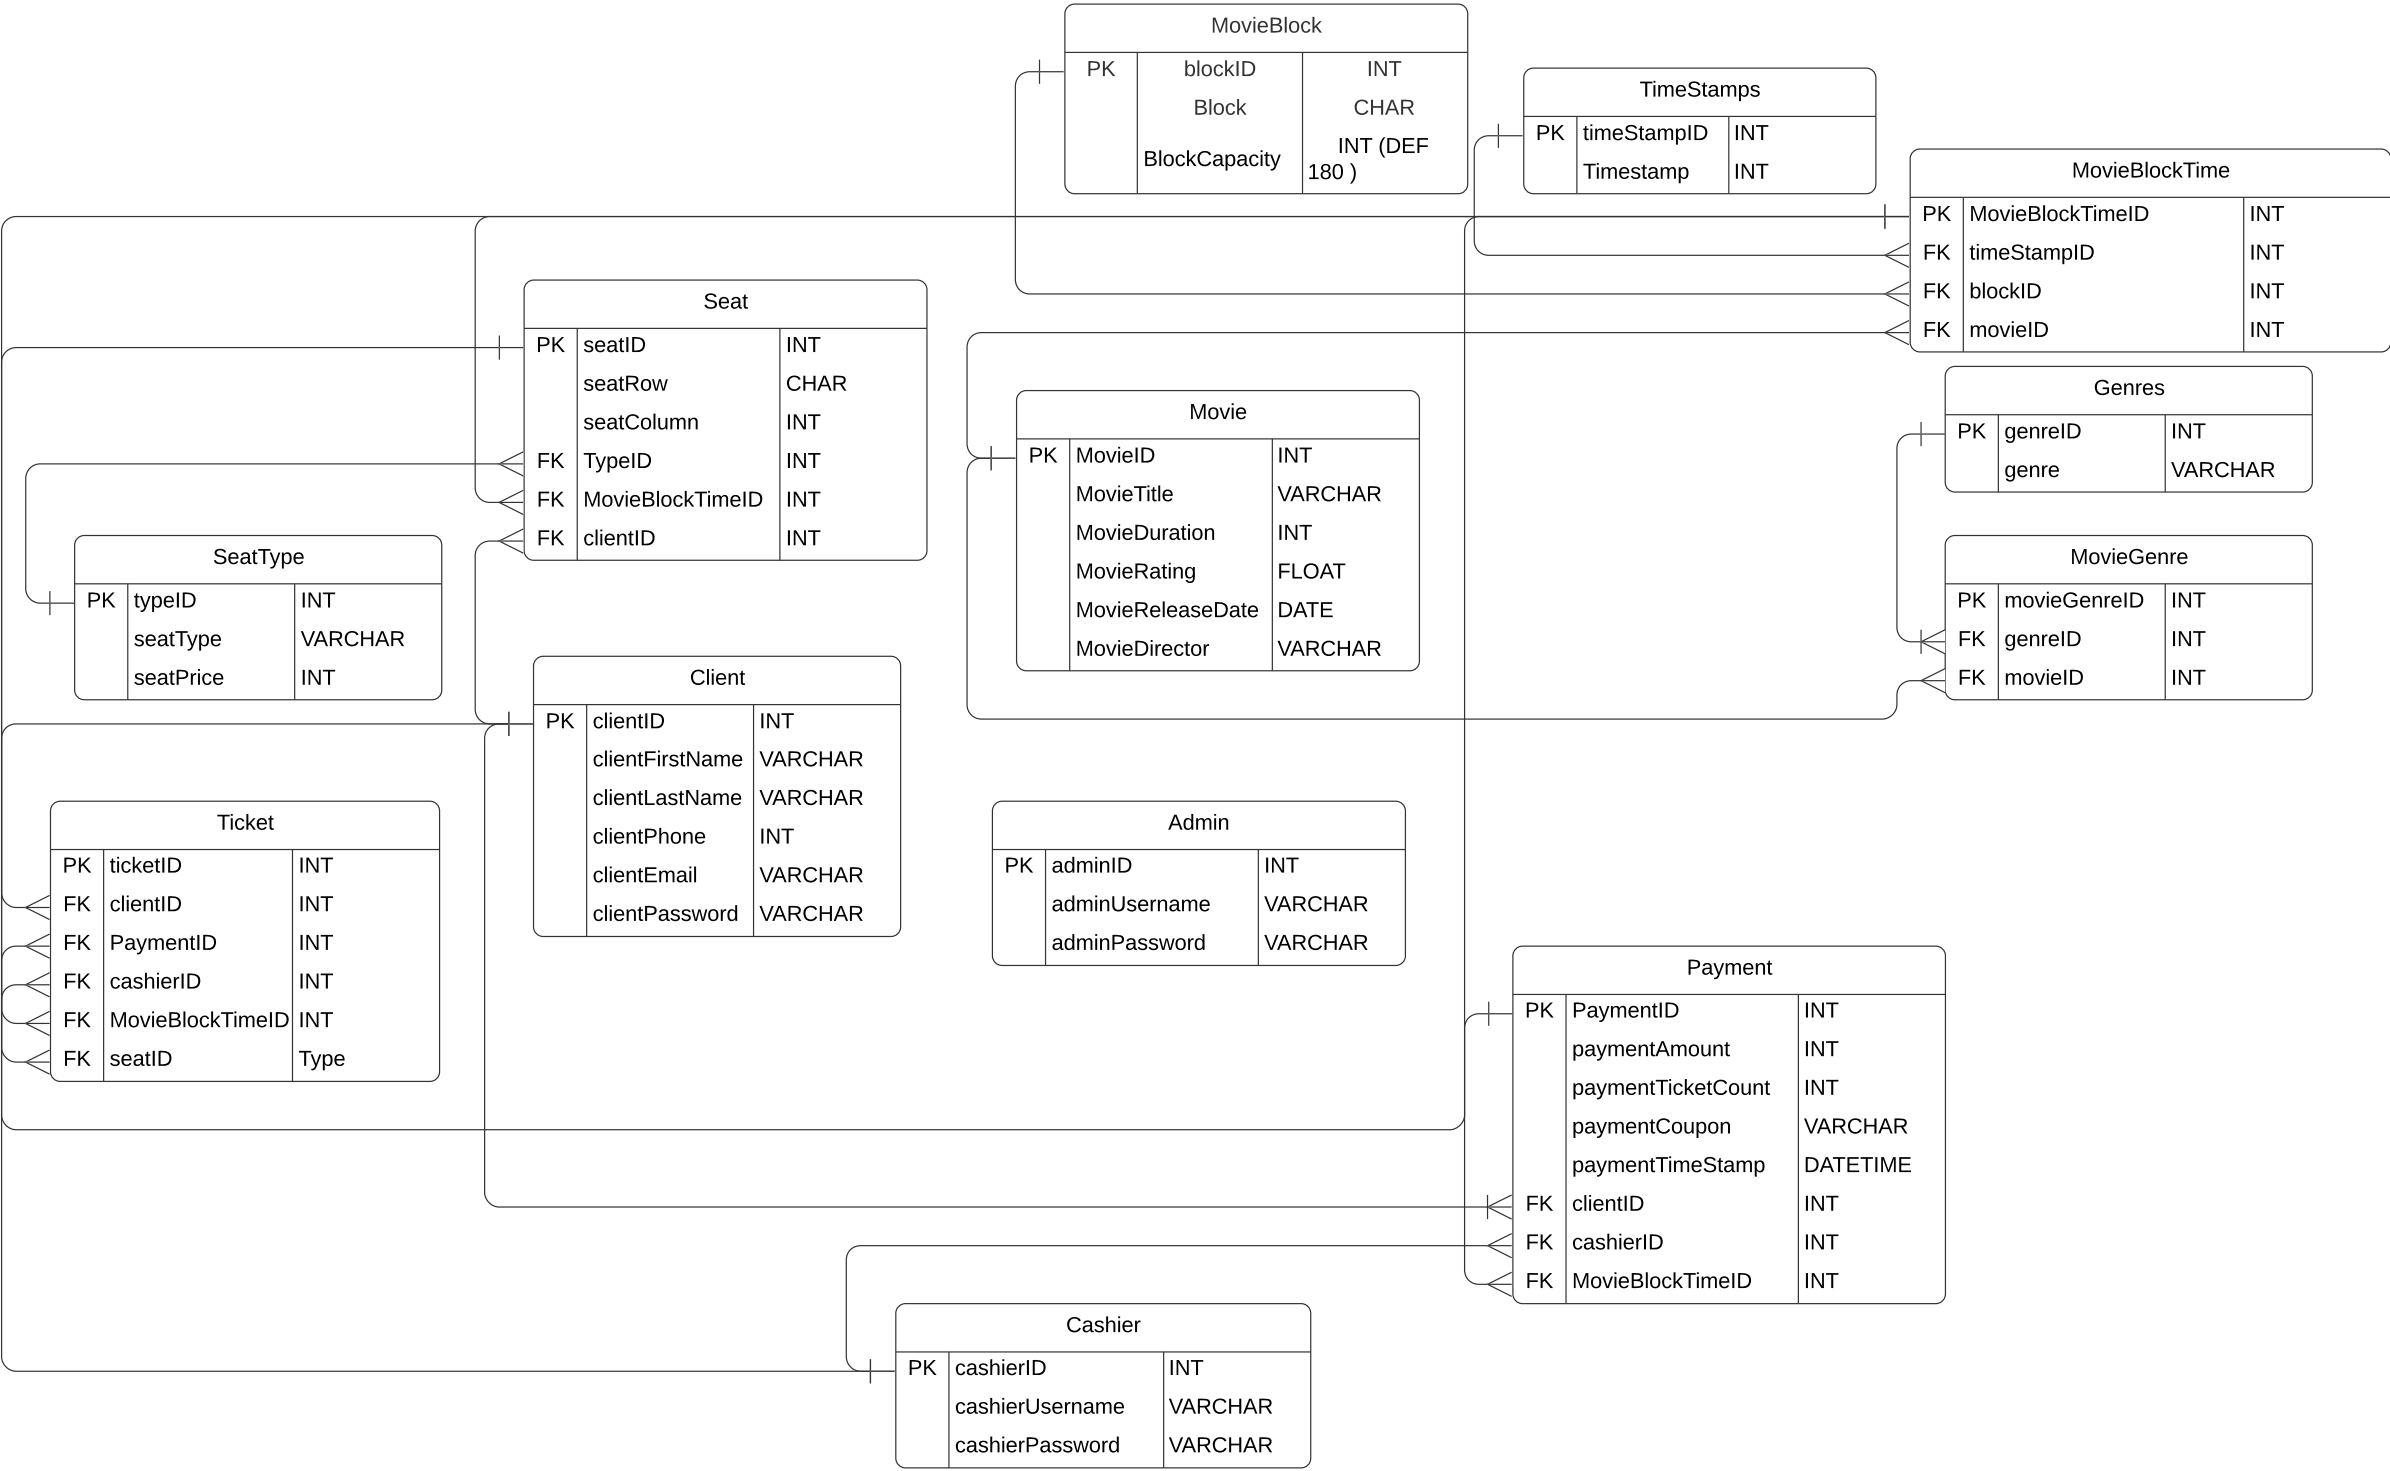 MovieBlock
PK blockID INT
Block CHAR
BlockCapacity INT (DEF
180 )
TimeStamps
PK timeStampID INT
Timestamp INT
MovieBlockTime
PK MovieBlockTimeID INT
FK timeStampID INT
FK blockID INT
FK movieID INT
Seat
PK seatID INT
seatRow CHAR
seatColumn INT
FK TypeID INT
FK MovieBlockTimeID INT
FK clientID INT
Movie
PK MovieID INT
MovieTitle VARCHAR
MovieDuration INT
MovieRating FLOAT
MovieReleaseDate DATE
MovieDirector VARCHAR
Genres
PK genreID INT
genre VARCHAR
SeatType
PK typeID INT
seatType VARCHAR
seatPrice INT
MovieGenre
PK movieGenreID INT
FK genreID INT
FK movieID INT
Client
PK clientID INT
clientFirstName VARCHAR
clientLastName VARCHAR
clientPhone INT
clientEmail VARCHAR
clientPassword VARCHAR
Ticket
PK ticketID INT
FK clientID INT
FK PaymentID INT
FK cashierID INT
FK MovieBlockTimeID INT
FK seatID Type
Admin
PK adminID INT
adminUsername VARCHAR
adminPassword VARCHAR
Payment
PK PaymentID INT
paymentAmount INT
paymentTicketCount INT
paymentCoupon VARCHAR
paymentTimeStamp DATETIME
FK clientID INT
FK cashierID INT
FK MovieBlockTimeID INT
Cashier
PK cashierID INT
cashierUsername VARCHAR
cashierPassword VARCHAR